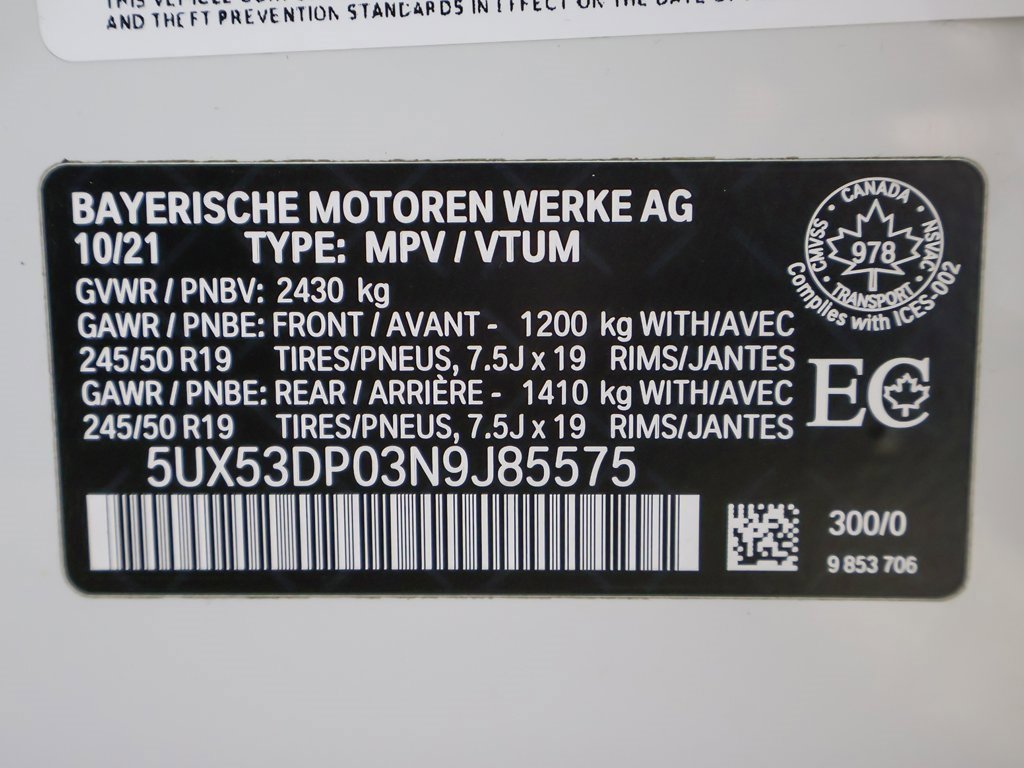 AND THEFT PREVENTION STANDARDS IN EFFECT ON THE DATE OF
BAYERISCHE MOTOREN WERKE AG
10/21 TYPE: MPV / VTUM
GVWR / PNBV: 2430 kg
GAWR / PNBE: FRONT / AVANT - 1200 kg WITH/AVEC
245/50 R19 TIRES/PNEUS, 7.5J x 19 RIMS/JANTES
GAWR / PNBE: REAR / ARRIÈRE - 1410 kg WITH/AVEC
245/50 R19 TIRES/PNEUS, 7.5J x 19 RIMS/JANTES
5UX53DP03N9J85575
CANADA
CMVSS
978
NSVAC
TRANSPORT
Complies with ICES-002
EC
300/0
9 853 706